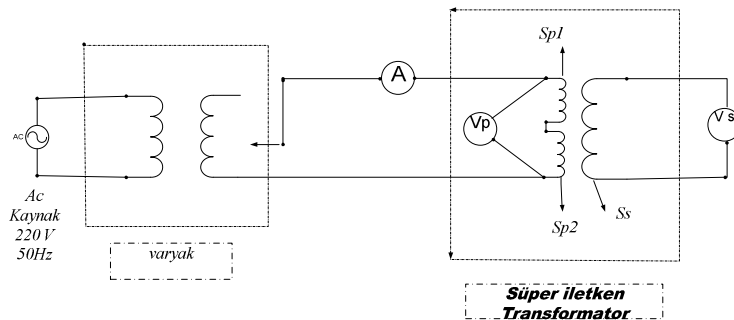 Sp1
A
Vp
V s
AC
Ac
Kaynak
220 V
50Hz
varyak
Sp2
Ss
Süper iletken
Transformator